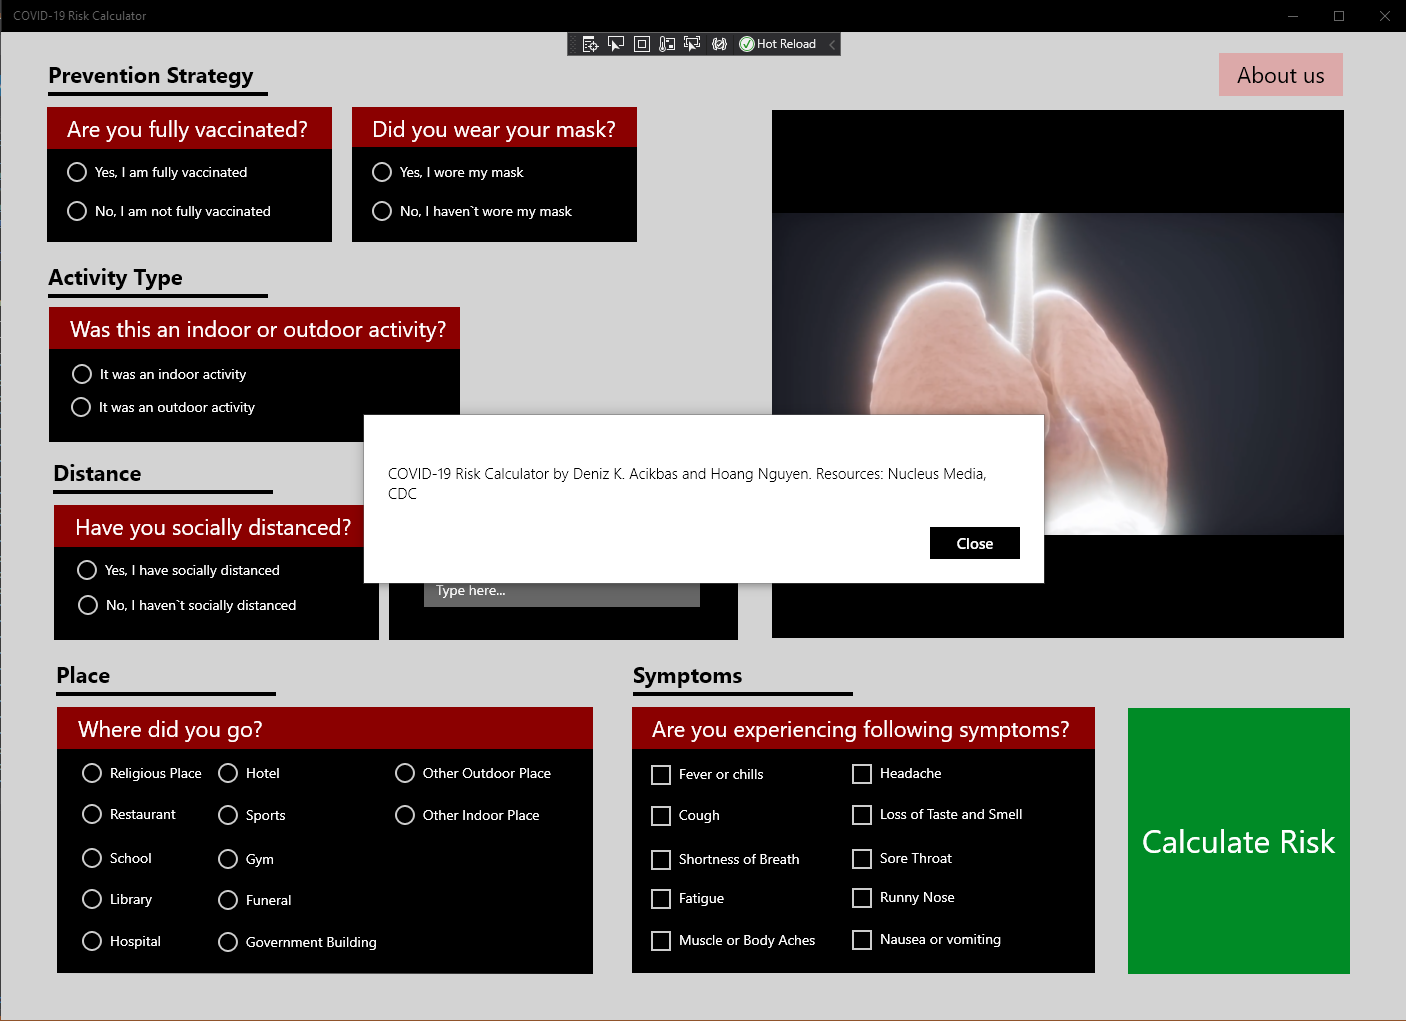 COVID-19 Risk Calculator
Hot Reload
Prevention Strategy
About us
Are you fully vaccinated?
Yes, I am fully vaccinated
No, I am not fully vaccinated
Did you wear your mask?
Yes, I wore my mask
No, I haven`t wore my mask
Activity Type
Was this an indoor or outdoor activity?
It was an indoor activity
It was an outdoor activity
COVID-19 Risk Calculator by Deniz K. Acikbas and Hoang Nguyen. Resources: Nucleus Media,
CDC
Close
Distance
Have you socially distanced?
Yes, I have socially distanced
No, I haven`t socially distanced
Type here...
Place
Where did you go?
Religious Place
Restaurant
School
Library
Hospital
Hotel
Sports
Gym
Funeral
Government Building
Other Outdoor Place
Other Indoor Place
Symptoms
Are you experiencing following symptoms?
Fever or chills
Cough
Shortness of Breath
Fatigue
Muscle or Body Aches
Headache
Loss of Taste and Smell
Sore Throat
Runny Nose
Nausea or vomiting
Calculate Risk